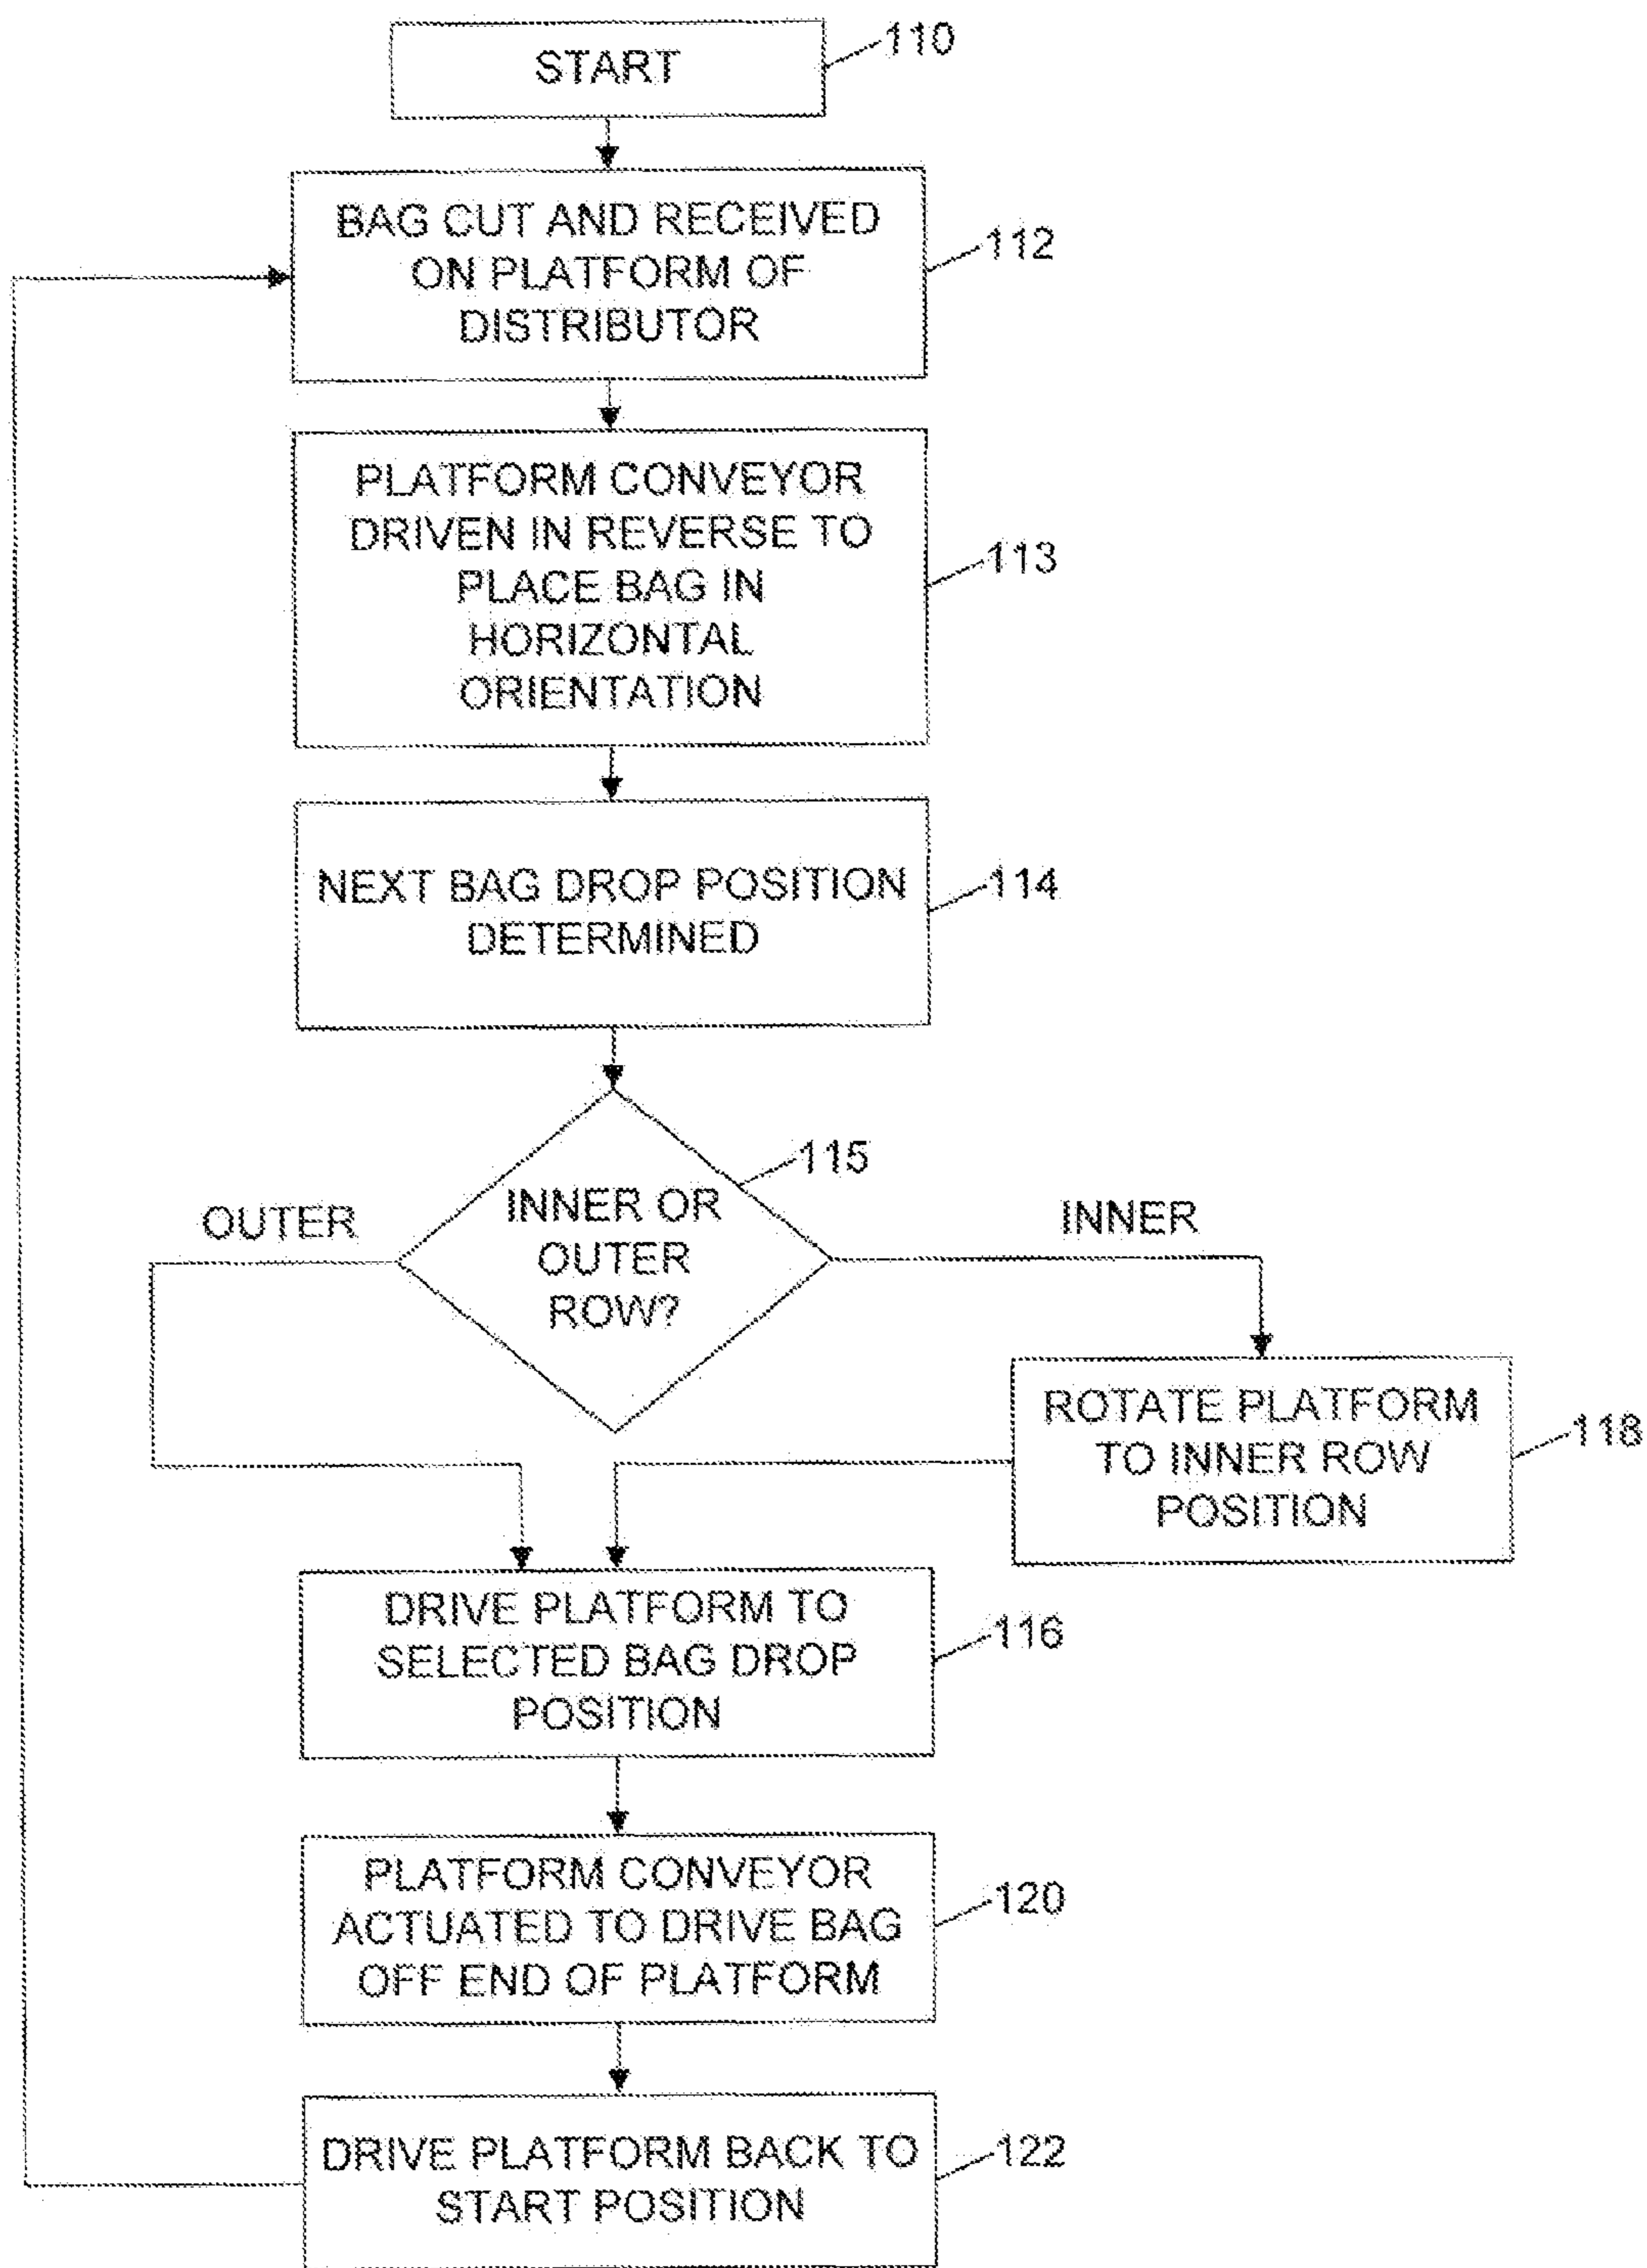 START
110
BAG CUT AND RECEIVED
ON PLATFORM OF
DISTRIBUTOR
112
PLATFORM CONVEYOR
DRIVEN IN REVERSE TO
PLACE BAG IN
HORIZONTAL
ORIENTATION
113
NEXT BAG DROP POSITION
DETERMINED
114
115
INNER OR
OUTER
ROW?
OUTER
INNER
ROTATE PLATFORM
TO INNER ROW
POSITION
118
DRIVE PLATFORM TO
SELECTED BAG DROP
POSITION
116
PLATFORM CONVEYOR
ACTUATED TO DRIVE BAG
OFF END OF PLATFORM
120
DRIVE PLATFORM BACK TO
START POSITION
122